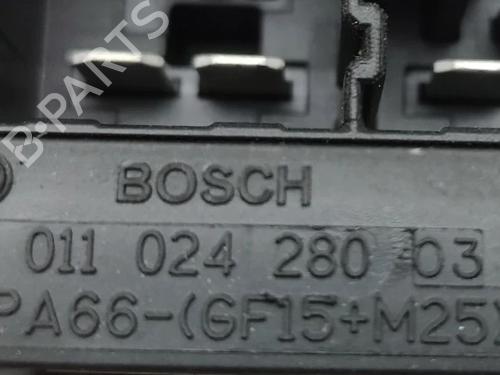 B-PARTS
BOSCH
011 024 280 03
PA66-(GF15+M25)